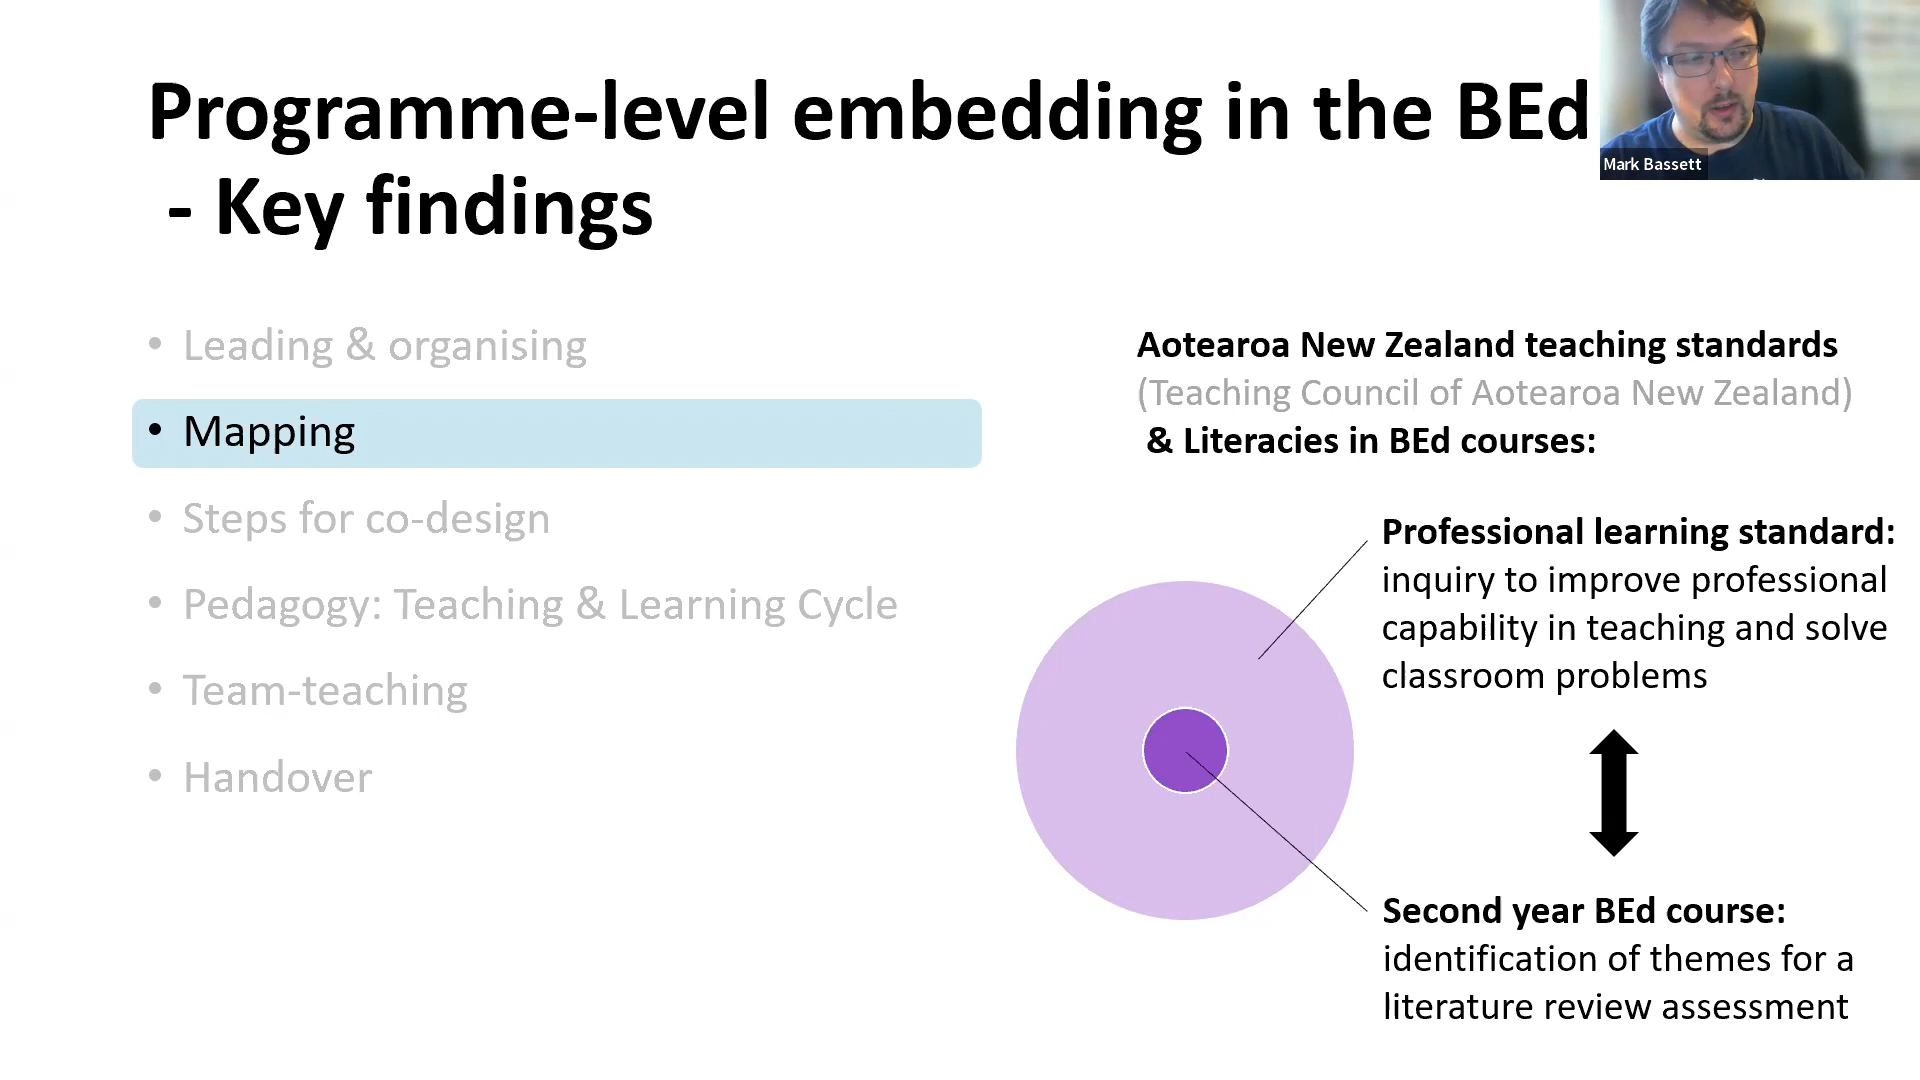 Programme-level embedding in the BEd
- Key findings
Mark Bassett
• Leading & organising
• Mapping
• Steps for co-design
• Pedagogy: Teaching & Learning Cycle
• Team-teaching
• Handover
Aotearoa New Zealand teaching standards
(Teaching Council of Aotearoa New Zealand)
& Literacies in BEd courses:
Professional learning standard:
inquiry to improve professional
capability in teaching and solve
classroom problems
Second year BEd course:
identification of themes for a
literature review assessment